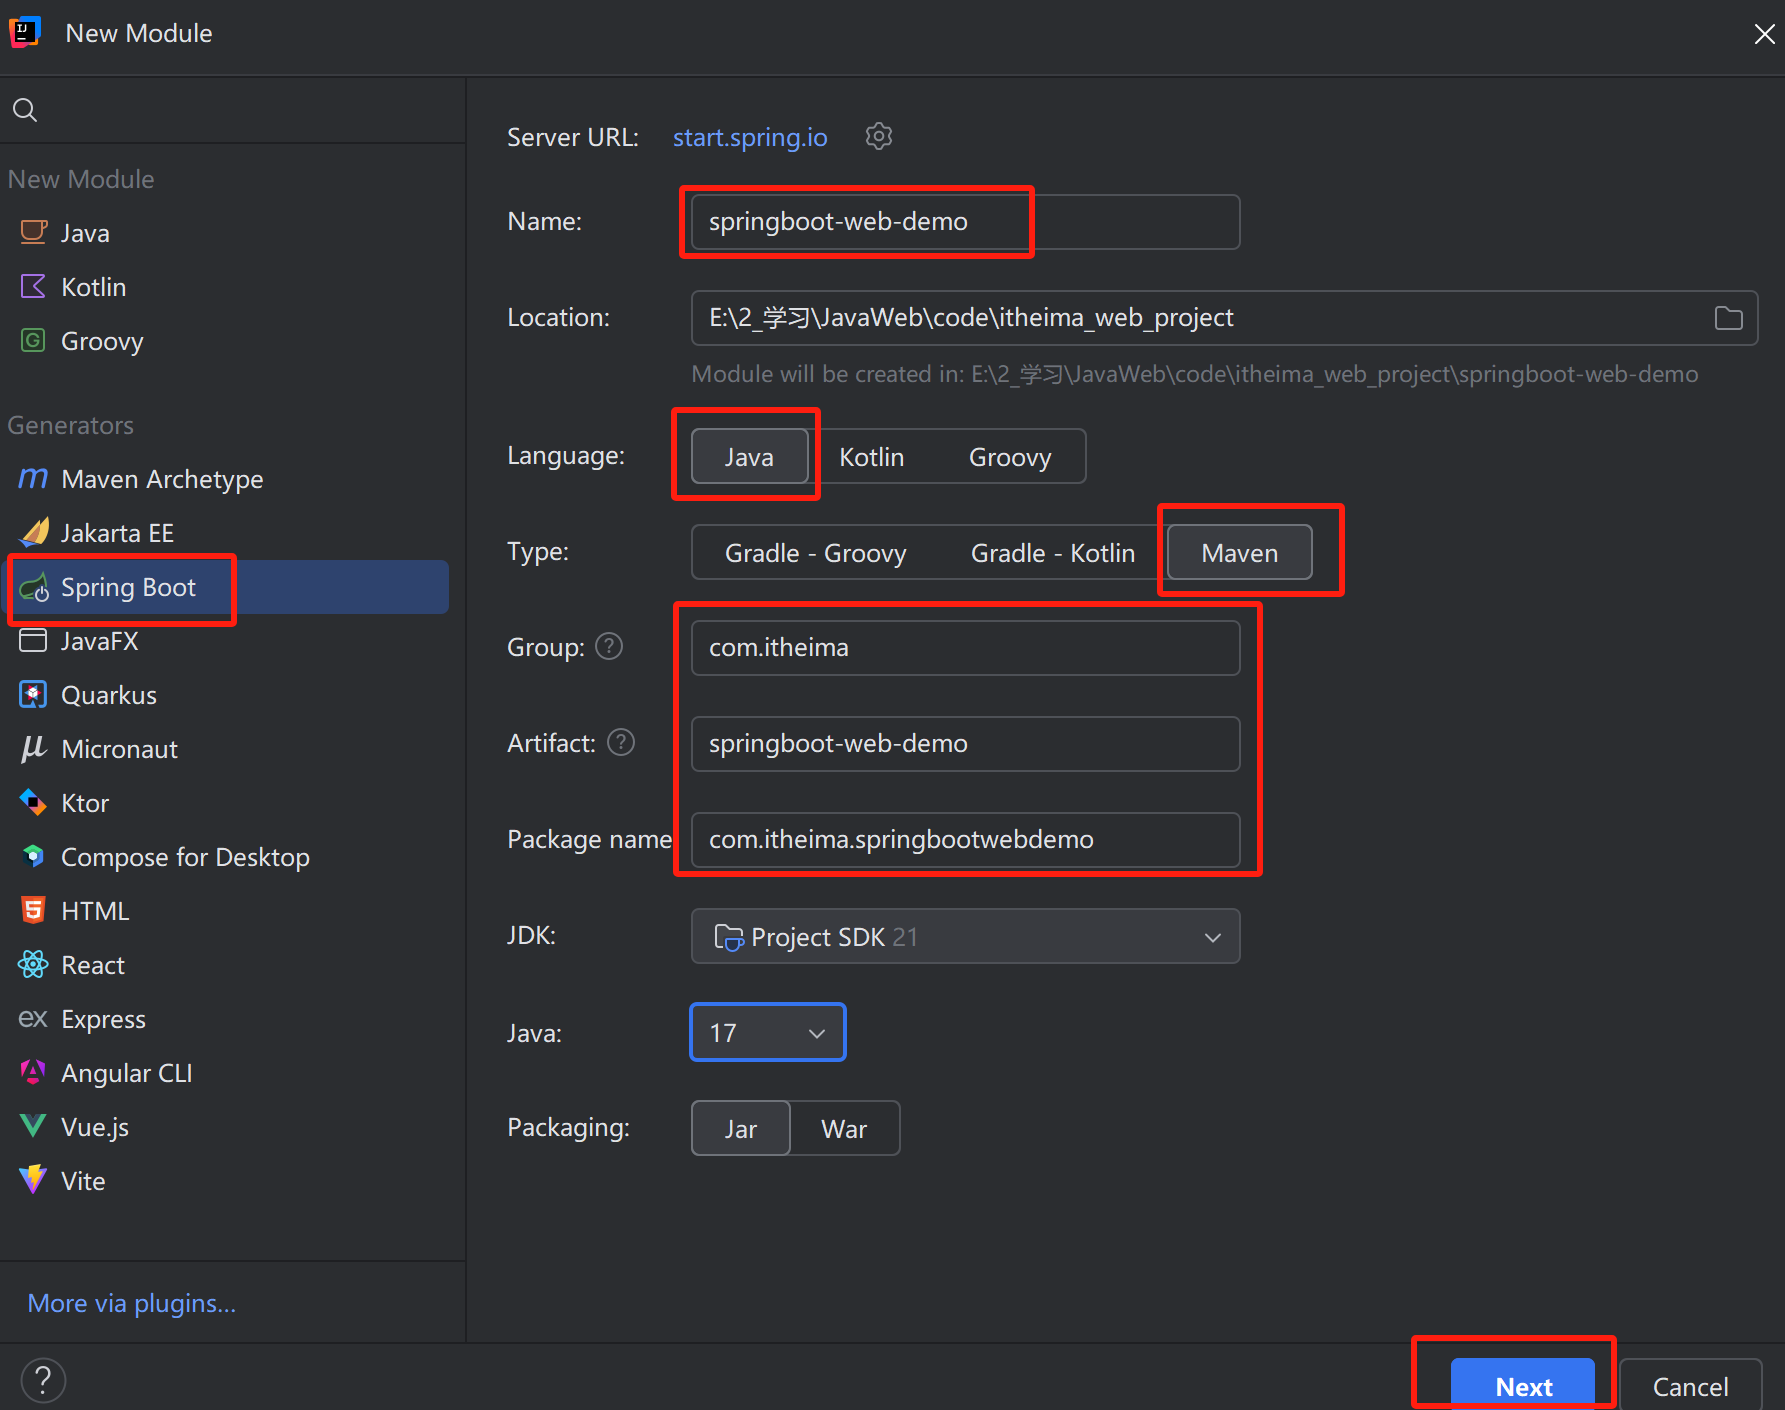 New Module
New Module
Java
Kotlin
Groovy
Generators
Maven Archetype
Jakarta EE
Spring Boot
JavaFX
Quarkus
Micronaut
Ktor
Compose for Desktop
HTML
React
Express
Angular CLI
Vue.js
Vite
More via plugins...
Server URL: start.spring.io
Name: springboot-web-demo
Location: E:\2_学习\JavaWeb\code\itheima_web_project
Module will be created in: E:\2_学习\JavaWeb\code\itheima_web_project\springboot-web-demo
Language: Java Kotlin Groovy
Type: Gradle - Groovy Gradle - Kotlin Maven
Group: com.itheima
Artifact: springboot-web-demo
Package name com.itheima.springbootwebdemo
JDK: Project SDK 21
Java: 17
Packaging: Jar War
Next Cancel